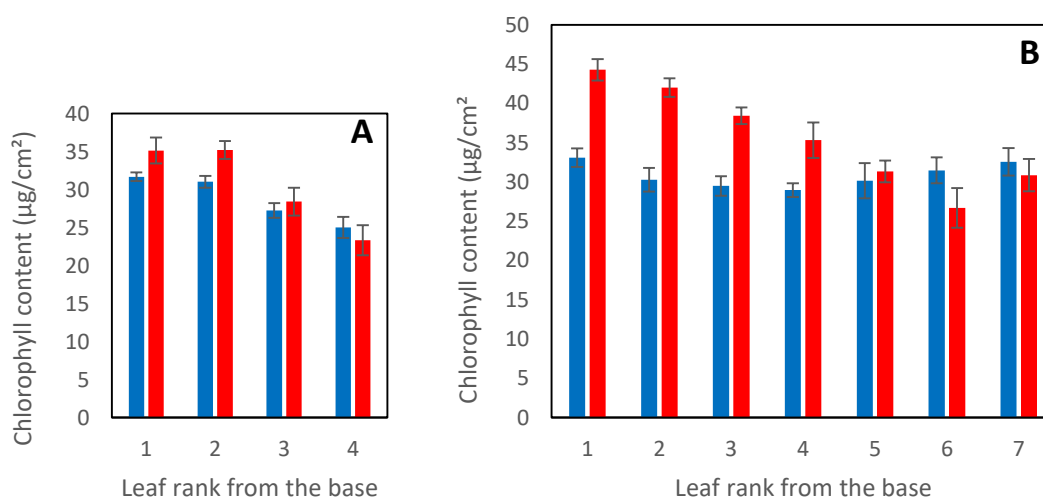 A
Chlorophyll content (µg/cm²)
40
35
30
25
20
15
10
5
0
1 2 3 4
Leaf rank from the base
B
Chlorophyll content (µg/cm²
50
45
40
35
30
25
20
15
10
5
0
1 2 3 4 5 6 7
Leaf rank from the base